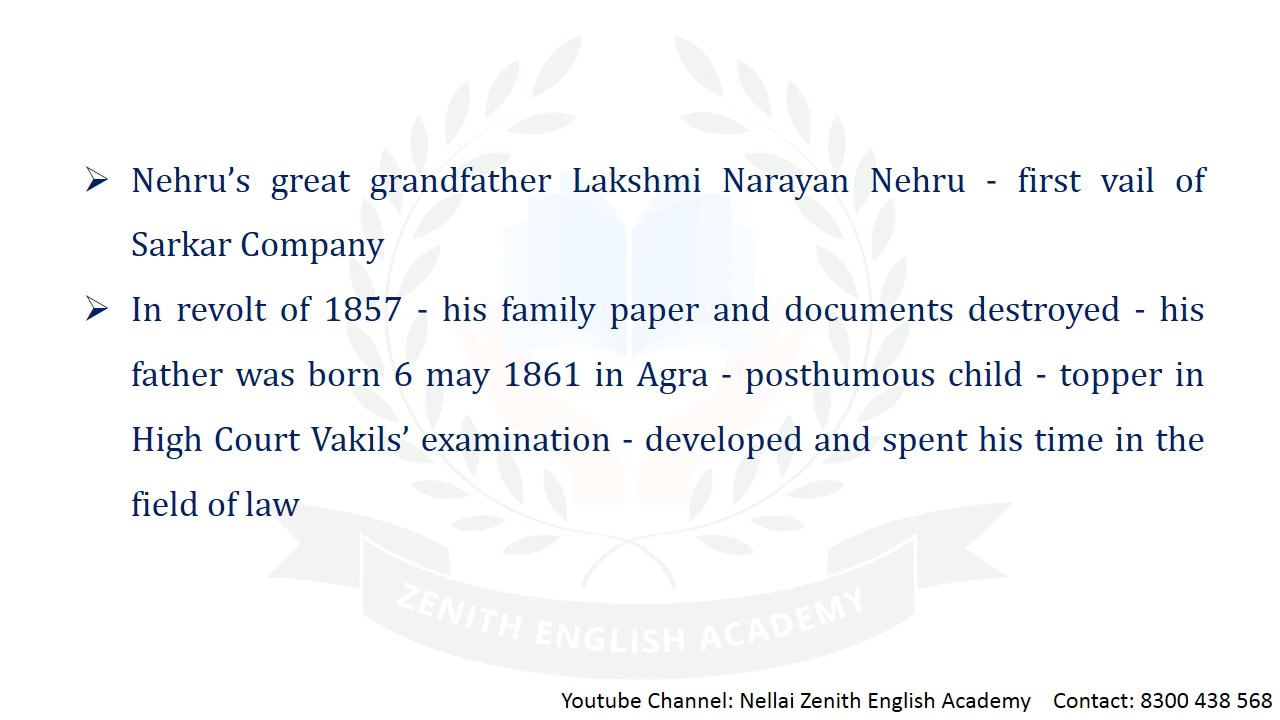 ➢ Nehru’s great grandfather Lakshmi Narayan Nehru - first vail of
Sarkar Company
➢ In revolt of 1857 - his family paper and documents destroyed - his
father was born 6 may 1861 in Agra - posthumous child - topper in
High Court Vakils’ examination - developed and spent his time in the
field of law
ZENITH ENGLISH ACADEMY
Youtube Channel: Nellai Zenith English Academy Contact: 8300 438 568